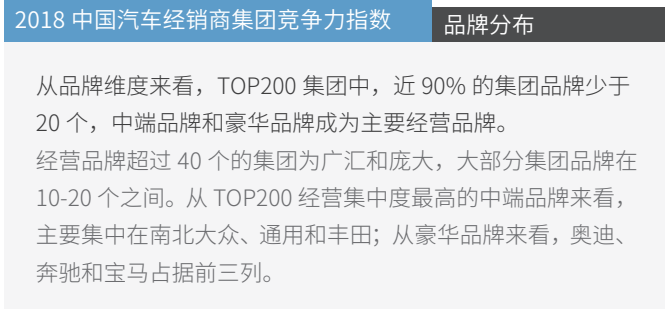 2018 中国汽车经销商集团竞争力指数
品牌分布
从品牌维度来看，TOP200 集团中，近 90% 的集团品牌少于
20 个，中端品牌和豪华品牌成为主要经营品牌。
经营品牌超过 40 个的集团为广汇和庞大，大部分集团品牌在
10-20 个之间。从 TOP200 经营集中度最高的中端品牌来看，
主要集中在南北大众、通用和丰田；从豪华品牌来看，奥迪、
奔驰和宝马占据前三列。